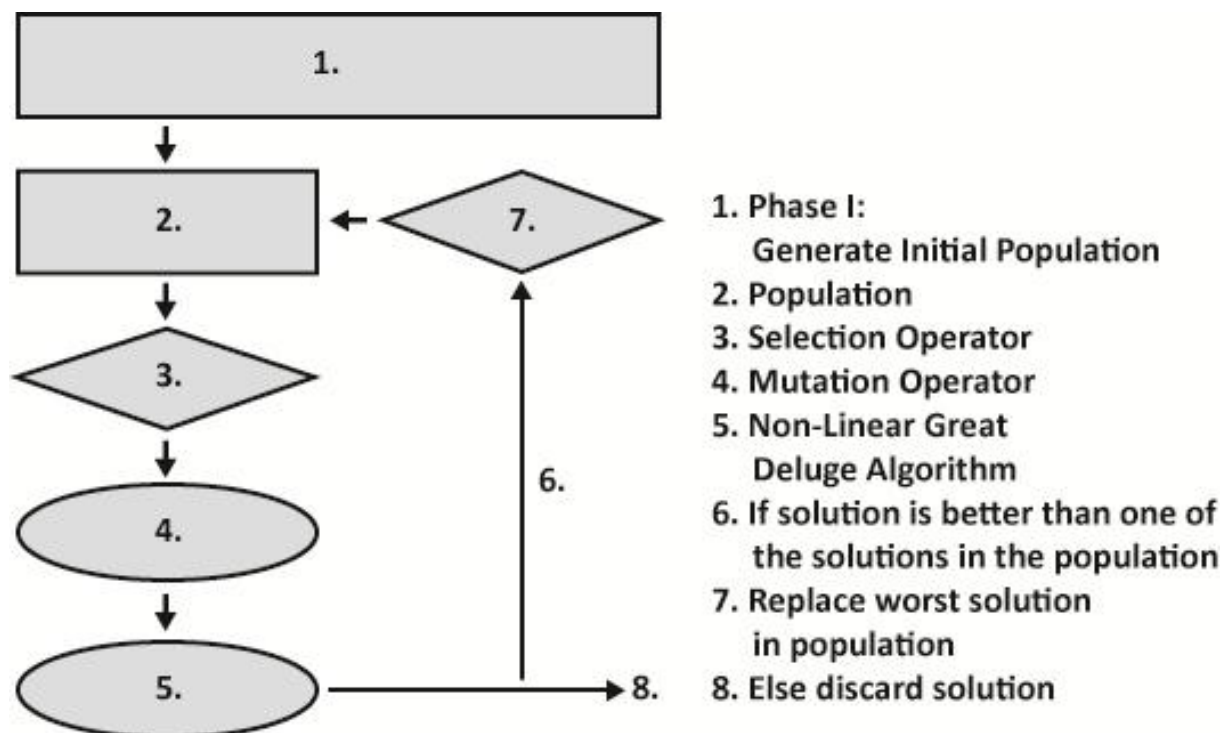 1.
2.
7.
3.
6.
4.
5.
8.
1. Phase I:
Generate Initial Population
2. Population
3. Selection Operator
4. Mutation Operator
5. Non-Linear Great
Deluge Algorithm
6. If solution is better than one of
the solutions in the population
7. Replace worst solution
in population
8. Else discard solution